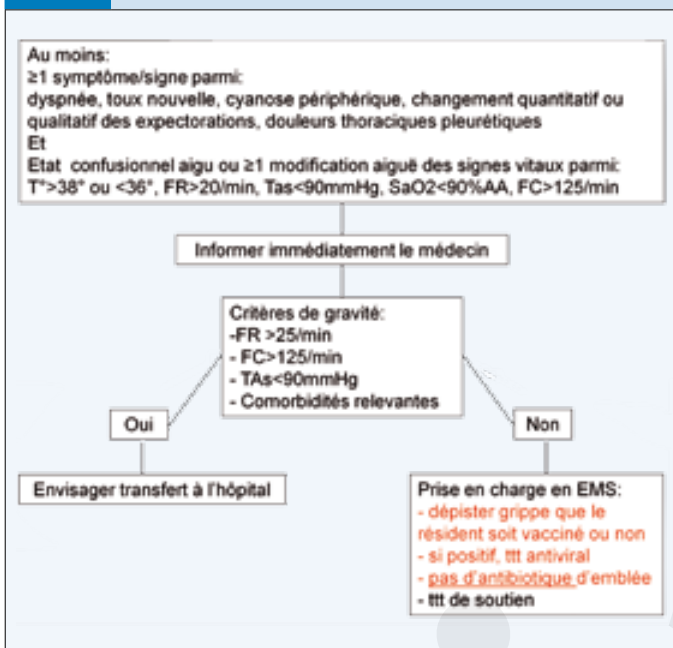 Au moins:
≥1 symptôme/signe parmi:
dyspnée, toux nouvelle, cyanose périphérique, changement quantitatif ou
qualitatif des expectorations, douleurs thoraciques pleurétiques
Et
Etat confusionnel aigu ou ≥1 modification aiguë des signes vitaux parmi:
T°>38° ou <36°, FR>20/min, Tas<90mmHg, SaO2<90%AA, FC>125/min
Informer immédiatement le médecin
Critères de gravité:
-FR >25/min
- FC>125/min
- TAs<90mmHg
- Comorbidités relevantes
Oui
Non
Envisager transfert à l'hôpital
Prise en charge en EMS:
- dépister grippe que le
résident soit vacciné ou non
- si positif, ttt antiviral
- pas d'antibiotique d'emblée
- ttt de soutien